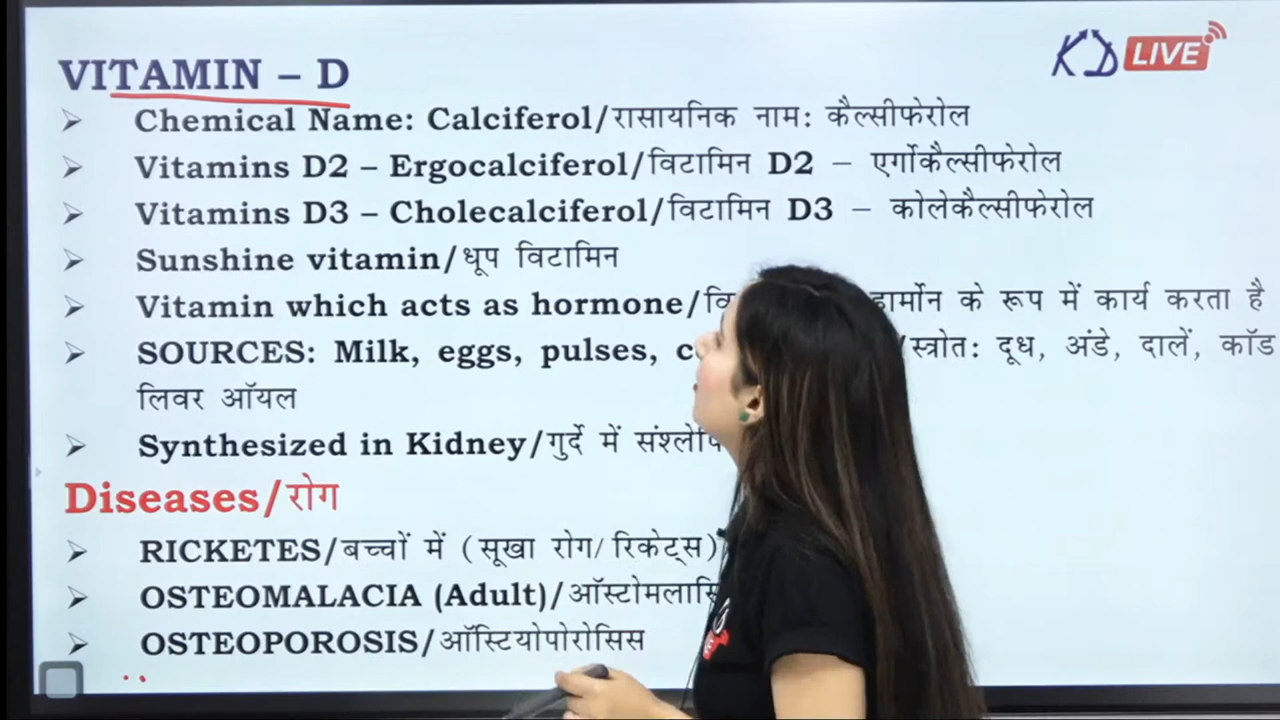 VITAMIN – D
KD LIVE
➢ Chemical Name: Calciferol/रासायनिक नाम: कैल्सीफेरोल
➢ Vitamins D2 – Ergocalciferol/विटामिन D2 – एर्गोकैल्सीफेरोल
➢ Vitamins D3 – Cholecalciferol/विटामिन D3 – कोलेकैल्सीफेरोल
➢ Sunshine vitamin/धूप विटामिन
➢ Vitamin which acts as hormone/ हार्मोन के रूप में कार्य करता है
➢ SOURCES: Milk, eggs, pulses, /स्त्रोत: दूध, अंडे, दालें, कॉड
लिवर ऑयल
➢ Synthesized in Kidney/गुर्दे में
Diseases/रोग
➢ RICKETES/बच्चों में (सूखा रोग/रिकेट्स)
➢ OSTEOMALACIA (Adult)/
➢ OSTEOPOROSIS/ऑस्टियोपोरोसिस